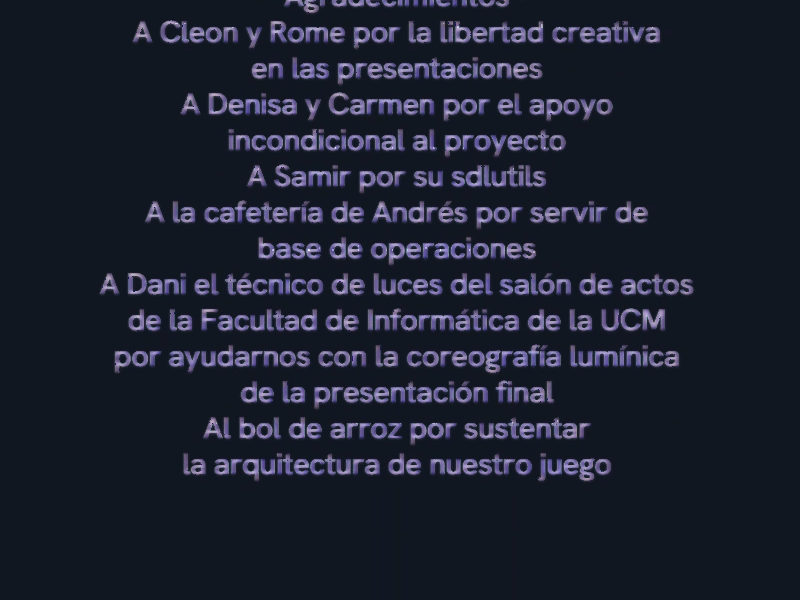 Agradecimientos
A Cleon y Rome por la libertad creativa
en las presentaciones
A Denisa y Carmen por el apoyo
incondicional al proyecto
A Samir por su sdlutils
A la cafetería de Andrés por servir de
base de operaciones
A Dani el técnico de luces del salón de actos
de la Facultad de Informática de la UCM
por ayudarnos con la coreografía lumínica
de la presentación final
Al bol de arroz por sustentar
la arquitectura de nuestro juego